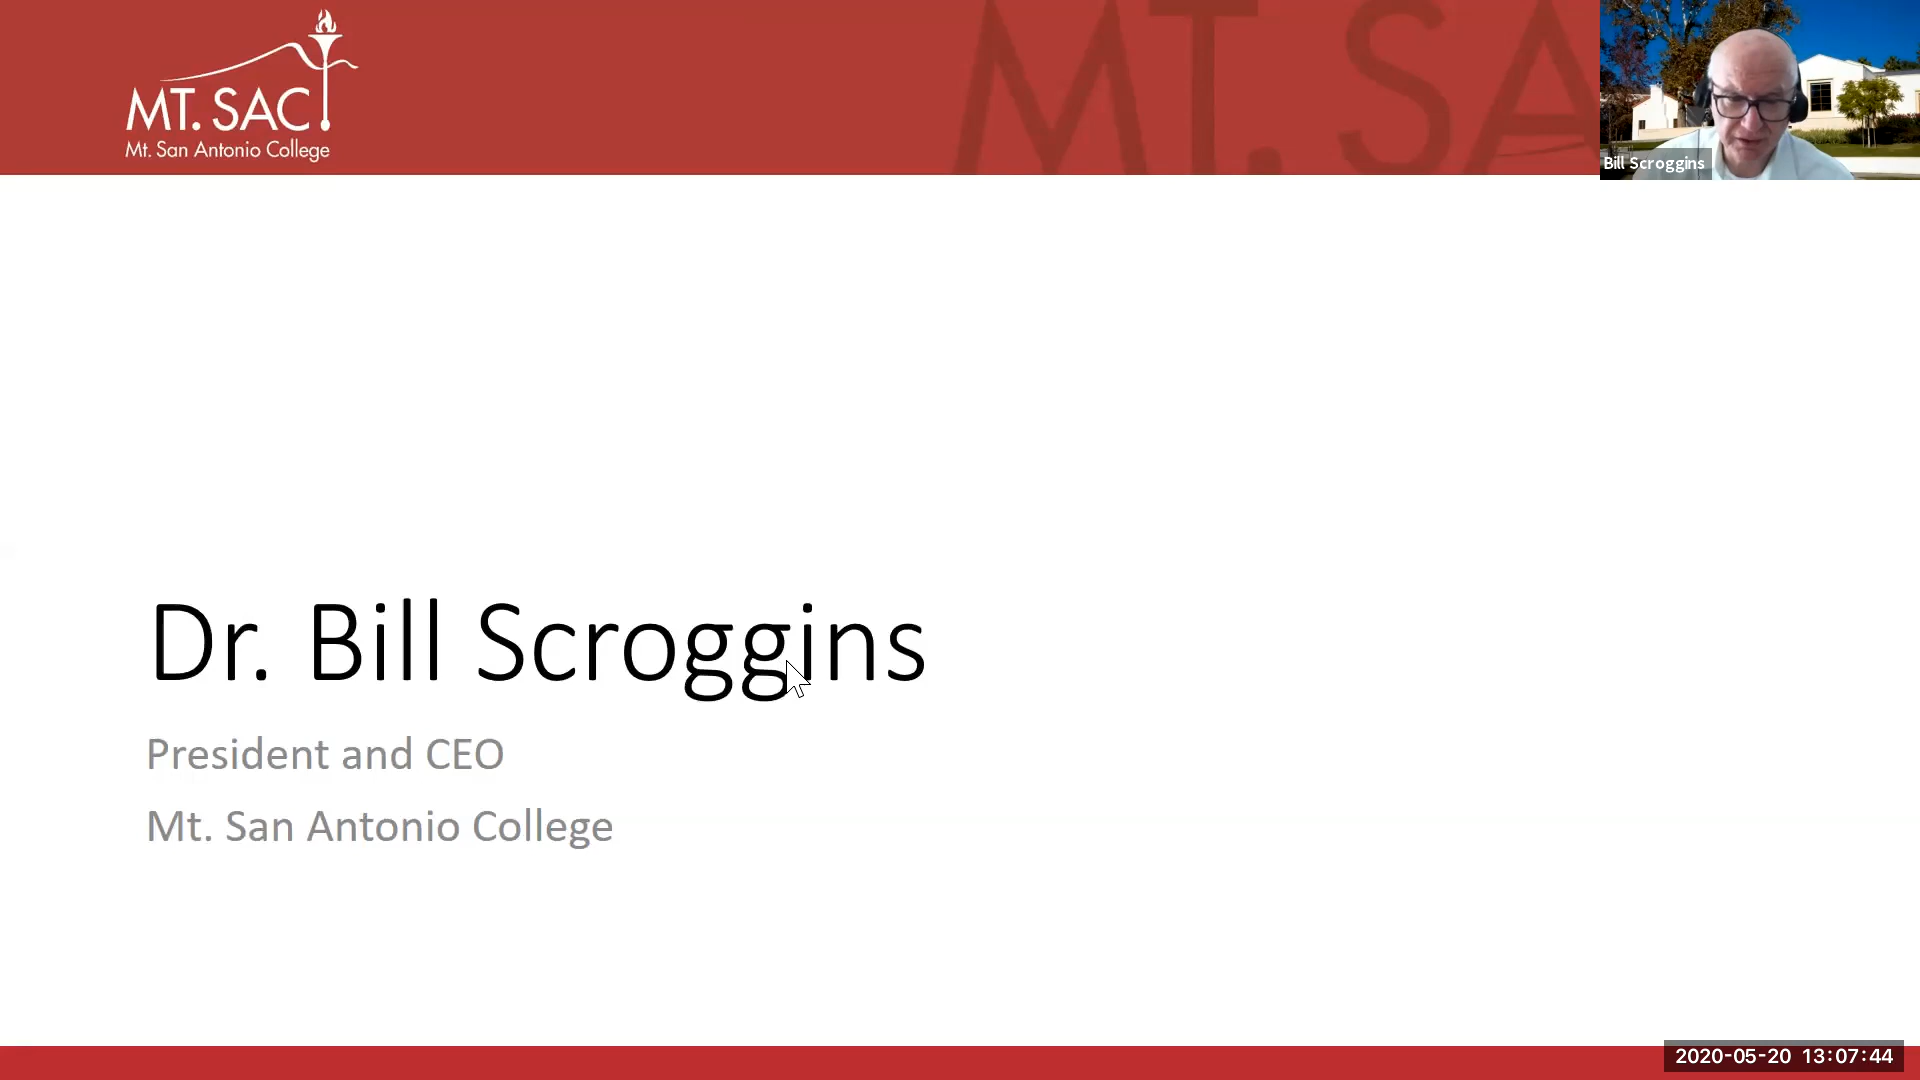 MT. SAC
Mt. San Antonio College
MT. SA
Bill Scroggins
Dr. Bill Scroggins
President and CEO
Mt. San Antonio College
2020-05-20 13:07:44